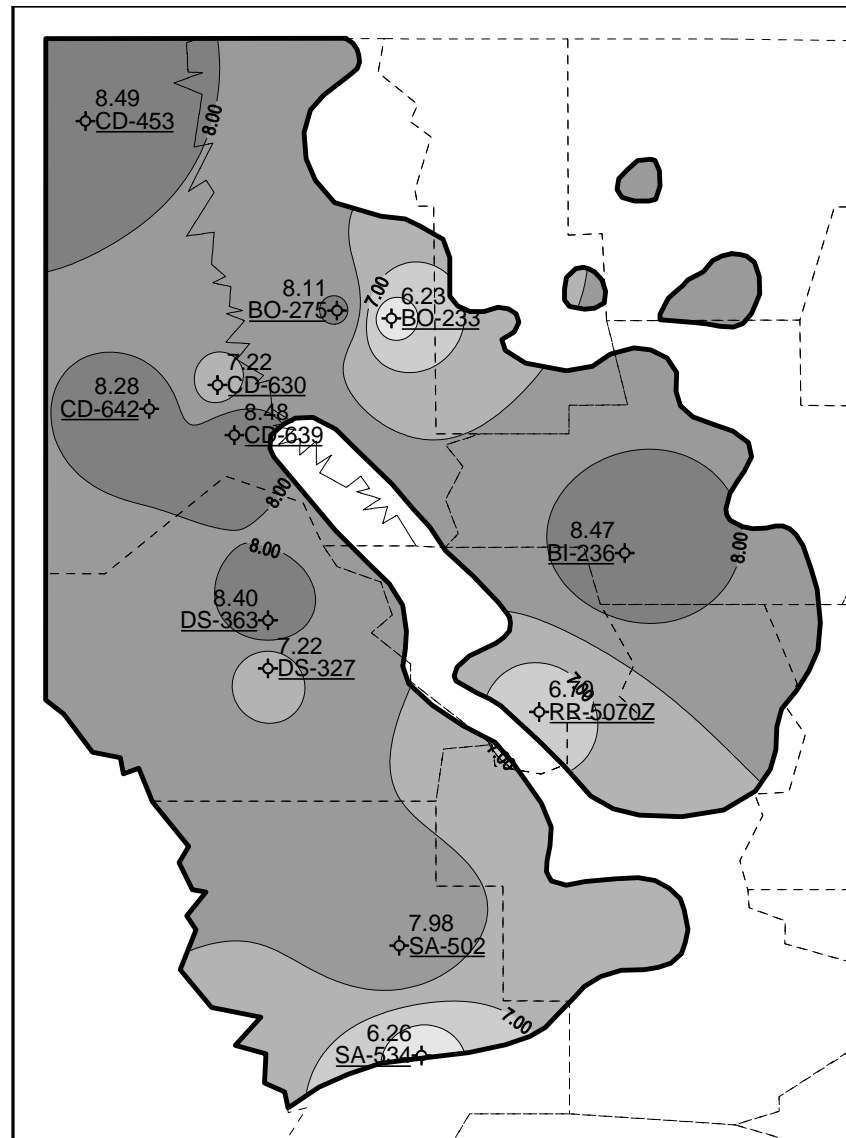 8.49
CD-453
8.00
8.11
BO-275
7.00
6.23
BO-233
7.22
CD-630
8.28
CD-642
8.48
CD-639
8.00
8.00
8.47
BI-236
8.00
8.40
DS-363
7.22
DS-327
7.00
RR-5070Z
7.00
7.98
SA-502
7.00
6.26
SA-534